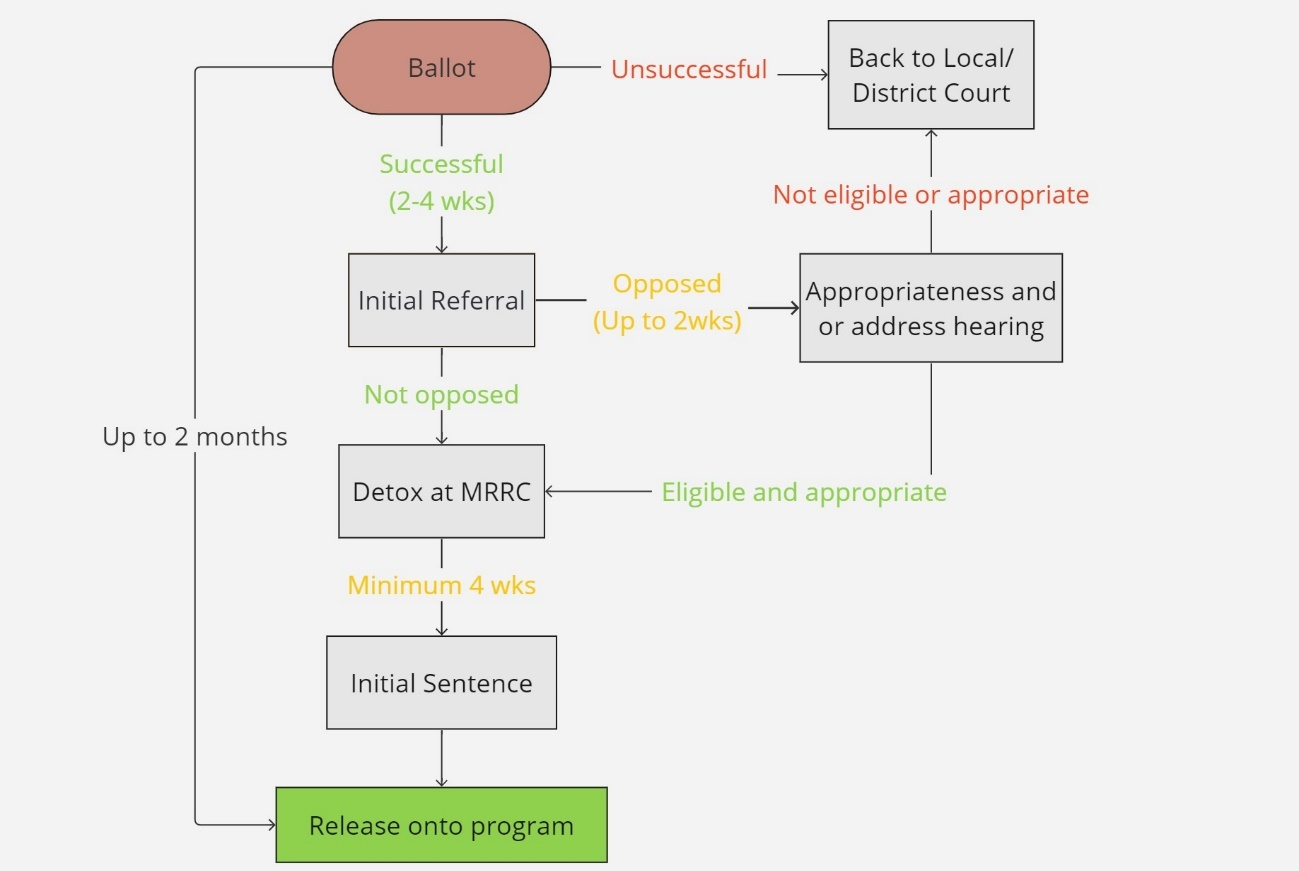 Ballot
Unsuccessful
Back to Local/
District Court
Successful
(2-4 wks)
Not eligible or appropriate
Initial Referral
Opposed
(Up to 2wks)
Appropriateness and
or address hearing
Not opposed
Up to 2 months
Detox at MRRC
Eligible and appropriate
Minimum 4 wks
Initial Sentence
Release onto program